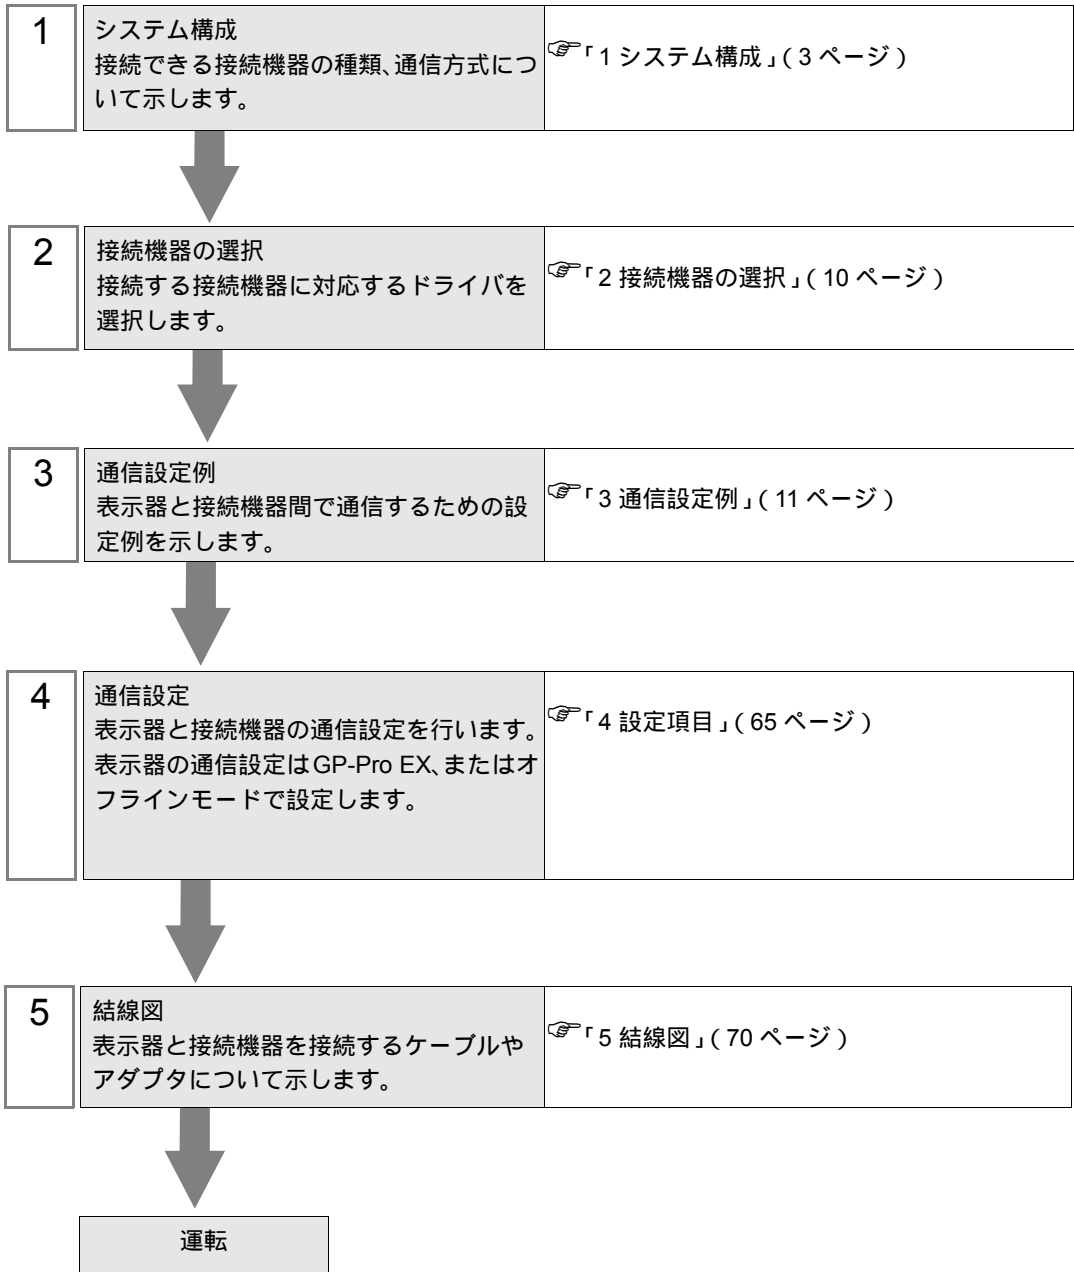 1
システム構成
接続できる接続機器の種類、通信方式につ
いて示します。
☞「1 システム構成」( 3 ページ )
2
接続機器の選択
接続する接続機器に対応するドライバを
選択します。
☞「2 接続機器の選択」( 10 ページ )
3
通信設定例
表示器と接続機器間で通信するための設
定例を示します。
☞「3 通信設定例」( 11 ページ )
4
通信設定
表示器と接続機器の通信設定を行います。
表示器の通信設定はGP-Pro EX、またはオ
フラインモードで設定します。
☞「4 設定項目」( 65 ページ )
5
結線図
表示器と接続機器を接続するケーブルや
アダプタについて示します。
☞「5 結線図」( 70 ページ )
運転